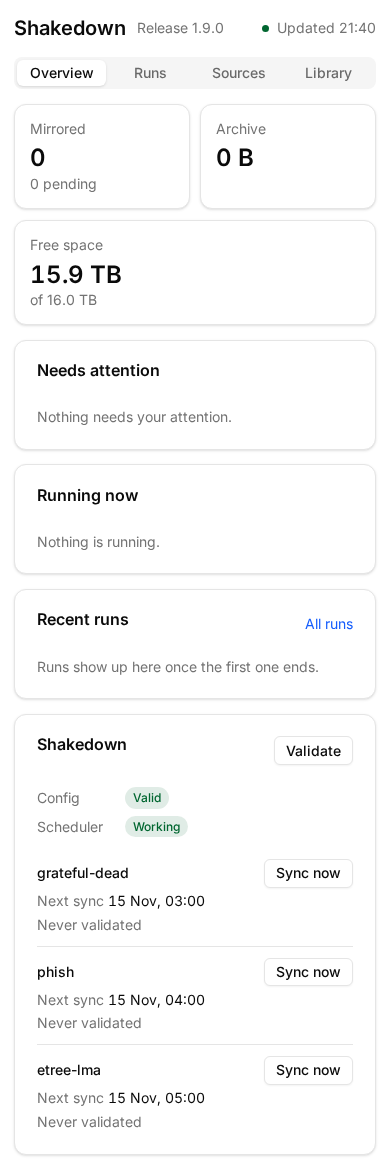 Shakedown Release 1.9.0 Updated 21:40
Overview Runs Sources Library
Mirrored
0
0 pending
Archive
0 B
Free space
15.9 TB
of 16.0 TB
Needs attention
Nothing needs your attention.
Running now
Nothing is running.
Recent runs All runs
Runs show up here once the first one ends.
Shakedown Validate
Config Valid
Scheduler Working
grateful-dead Sync now
Next sync 15 Nov, 03:00
Never validated
phish Sync now
Next sync 15 Nov, 04:00
Never validated
etree-lma Sync now
Next sync 15 Nov, 05:00
Never validated